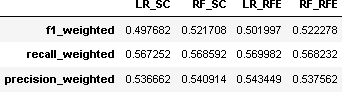 LR_SC RF_SC LR_RFE RF_RFE
f1_weighted 0.497682 0.521708 0.501997 0.522278
recall_weighted 0.567252 0.568592 0.569982 0.568232
precision_weighted 0.536662 0.540914 0.543449 0.537562